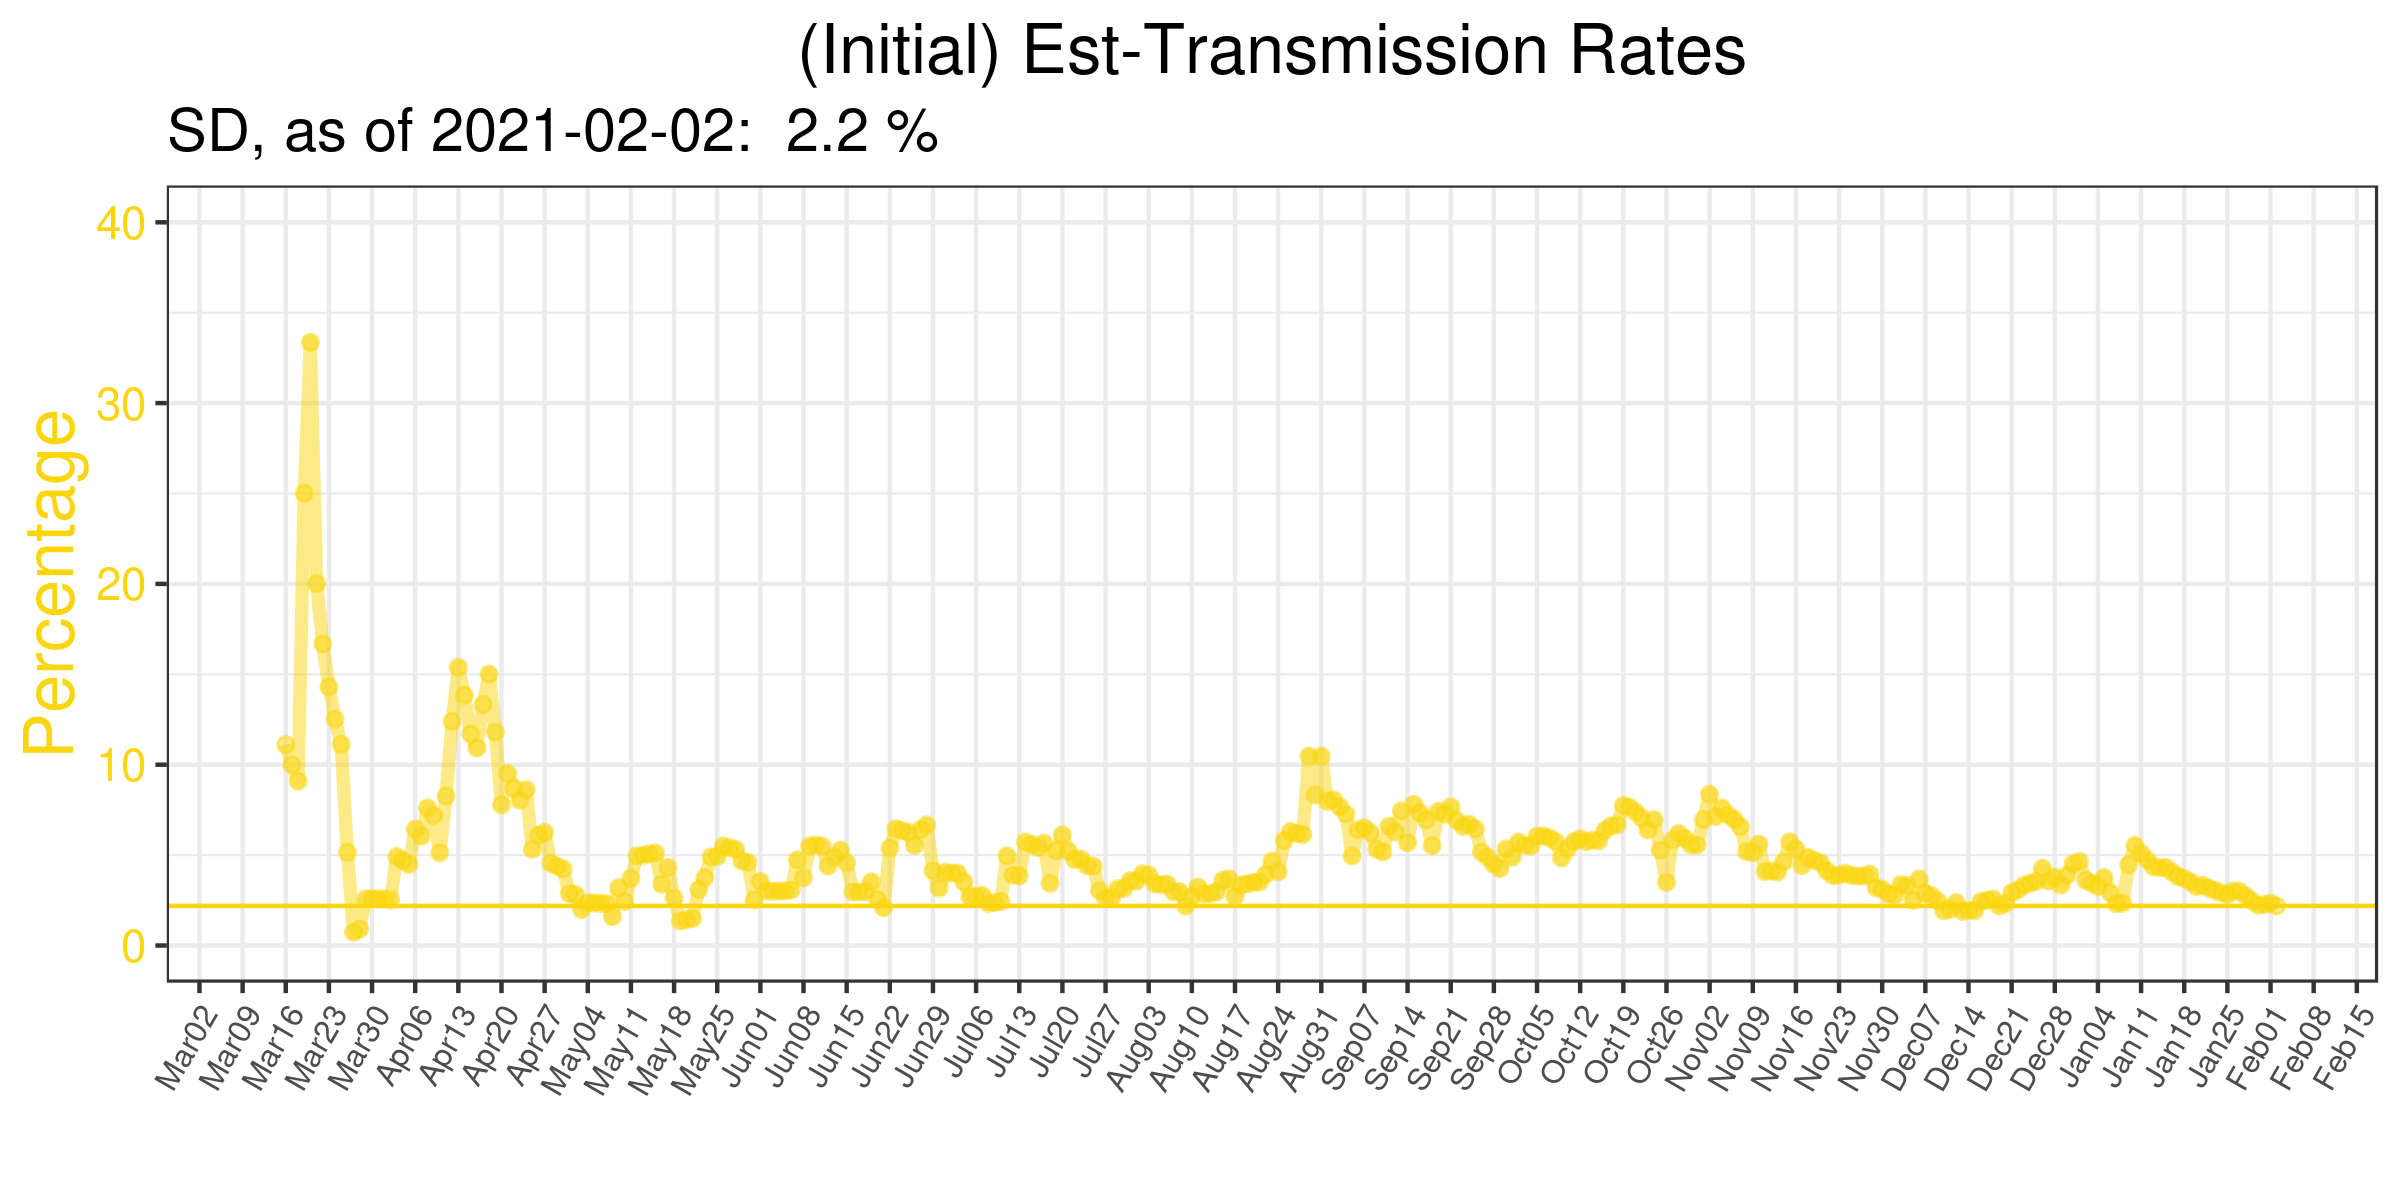 (Initial) Est-Transmission Rates
SD, as of 2021-02-02:  2.2 %
Percentage
40
30
20
10
0
Mar02
Mar09
Mar16
Mar23
Mar30
Apr06
Apr13
Apr20
Apr27
May04
May11
May18
May25
Jun01
Jun08
Jun15
Jun22
Jun29
Jul06
Jul13
Jul20
Jul27
Aug03
Aug10
Aug17
Aug24
Aug31
Sep07
Sep14
Sep21
Sep28
Oct05
Oct12
Oct19
Oct26
Nov02
Nov09
Nov16
Nov23
Nov30
Dec07
Dec14
Dec21
Dec28
Jan04
Jan11
Jan18
Jan25
Feb01
Feb08
Feb15